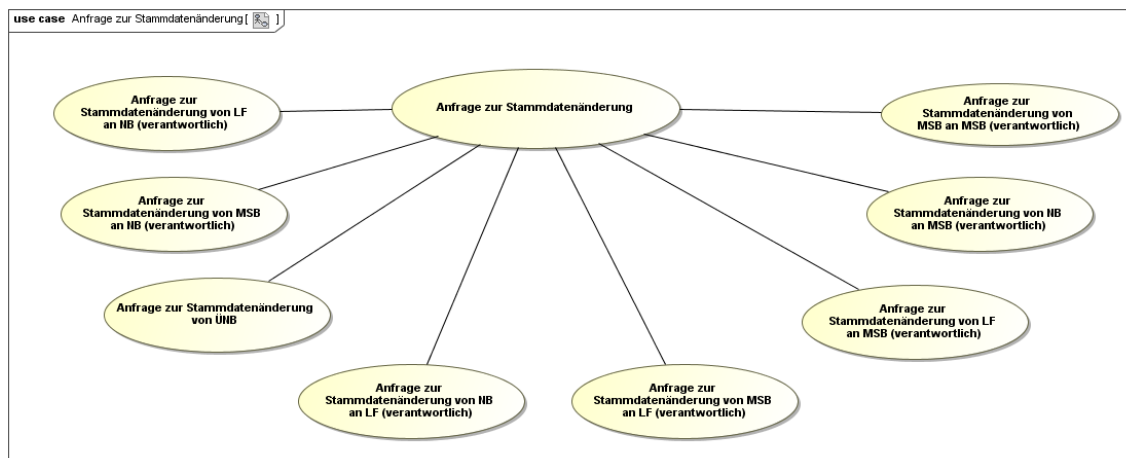 use case Anfrage zur Stammdatenänderung[ ]
Anfrage zur
Stammdatenänderung von LF
an NB (verantwortlich)
Anfrage zur Stammdatenänderung
Anfrage zur
Stammdatenänderung von
MSB an MSB (verantwortlich)
Anfrage zur
Stammdatenänderung von MSB
an NB (verantwortlich)
Anfrage zur
Stammdatenänderung von NB
an MSB (verantwortlich)
Anfrage zur Stammdatenänderung
von ÜNB
Anfrage zur
Stammdatenänderung von LF
an MSB (verantwortlich)
Anfrage zur
Stammdatenänderung von NB
an LF (verantwortlich)
Anfrage zur
Stammdatenänderung von MSB
an LF (verantwortlich)